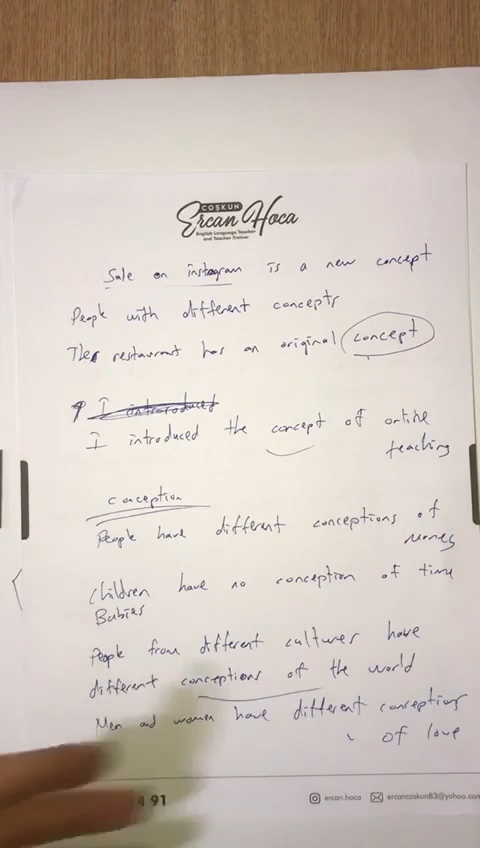 COŞKUN
Ercan Hoca
English Language Teacher
and Teacher Trainer
Sale on instagram is a new concept
People with different concepts
The restaurant has an original concept
I introduced
I introduced the concept of online
teaching
conception
People have different conceptions of
money
Children have no conception of time
Babies
People from different cultures have
different conceptions of the world
Men and women have different conceptions
of love
91
ercan.hoca
ercancoskun83@yahoo.com